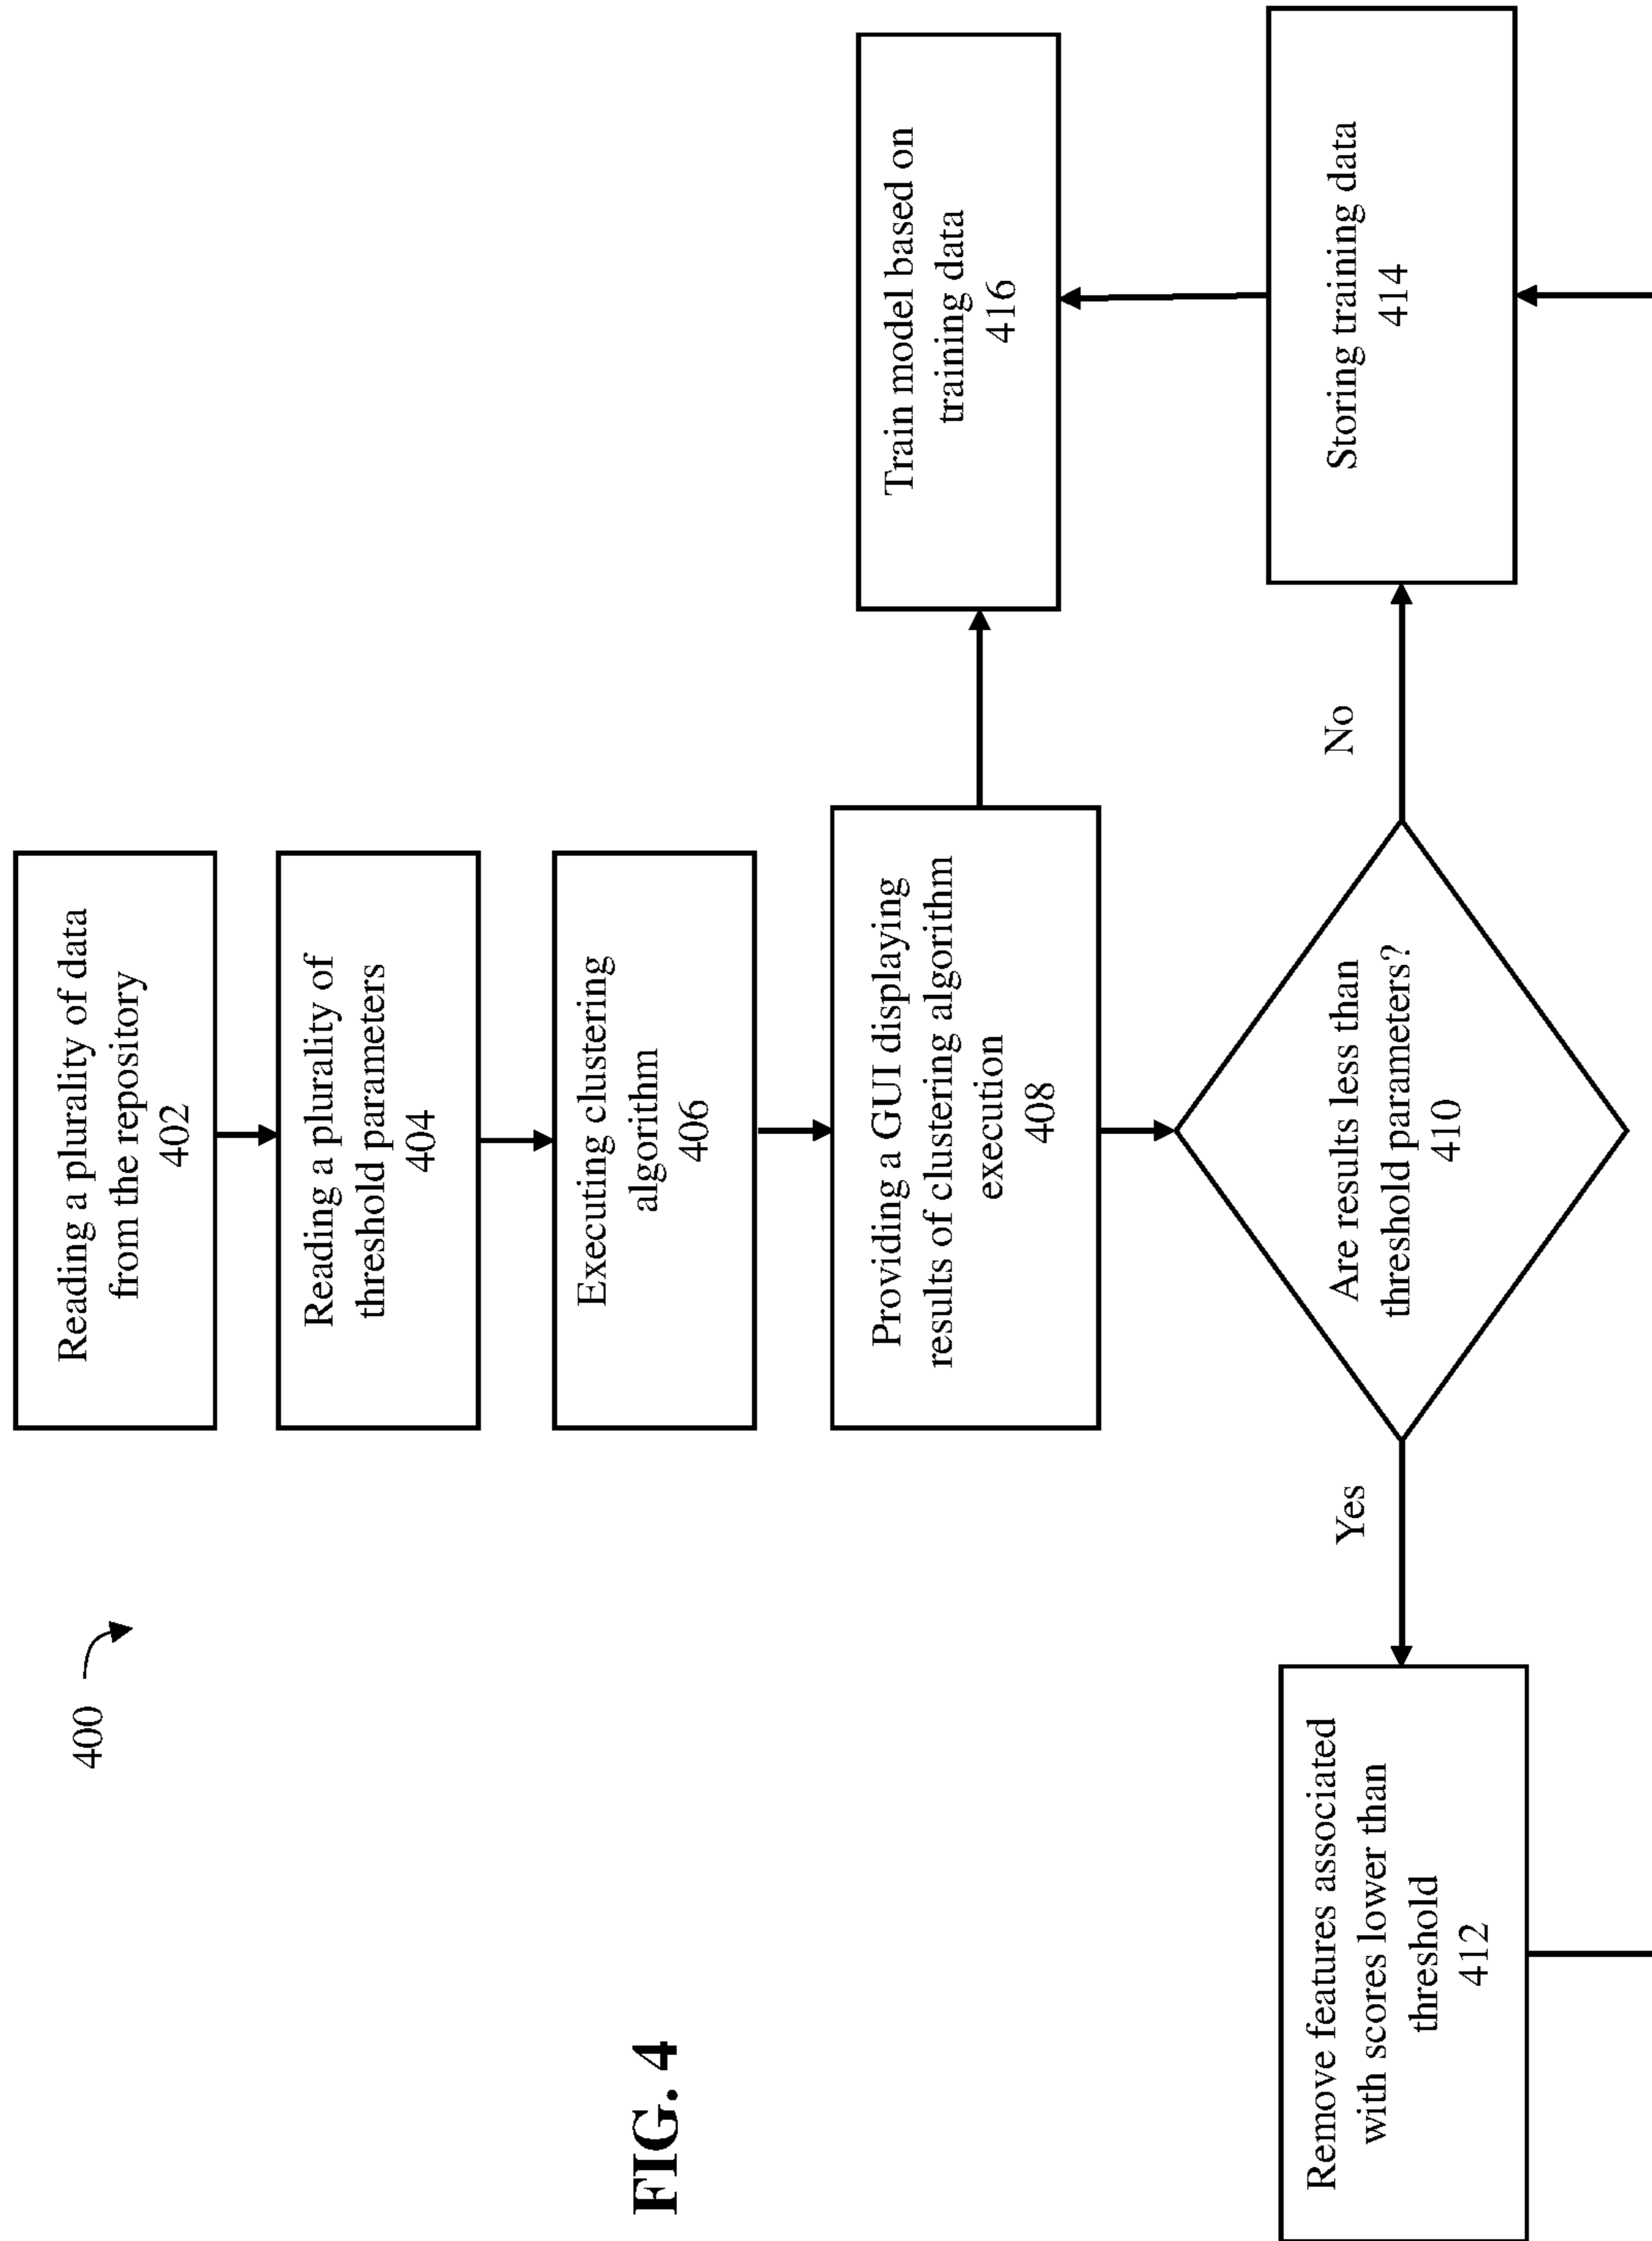 400
Reading a plurality of data
from the repository
402
Reading a plurality of
threshold parameters
404
Executing clustering
algorithm
406
Providing a GUI displaying
results of clustering algorithm
execution
408
Train model based on
training data
416
Are results less than
threshold parameters?
410
Yes
No
Remove features associated
with scores lower than
threshold
412
Storing training data
414
FIG. 4